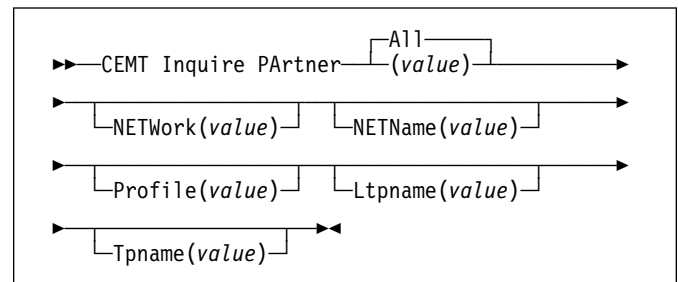 All
CEMT Inquire PArtner (value)
NETWork(value) NETName(value)
Profile(value) Ltpname(value)
Tpname(value)